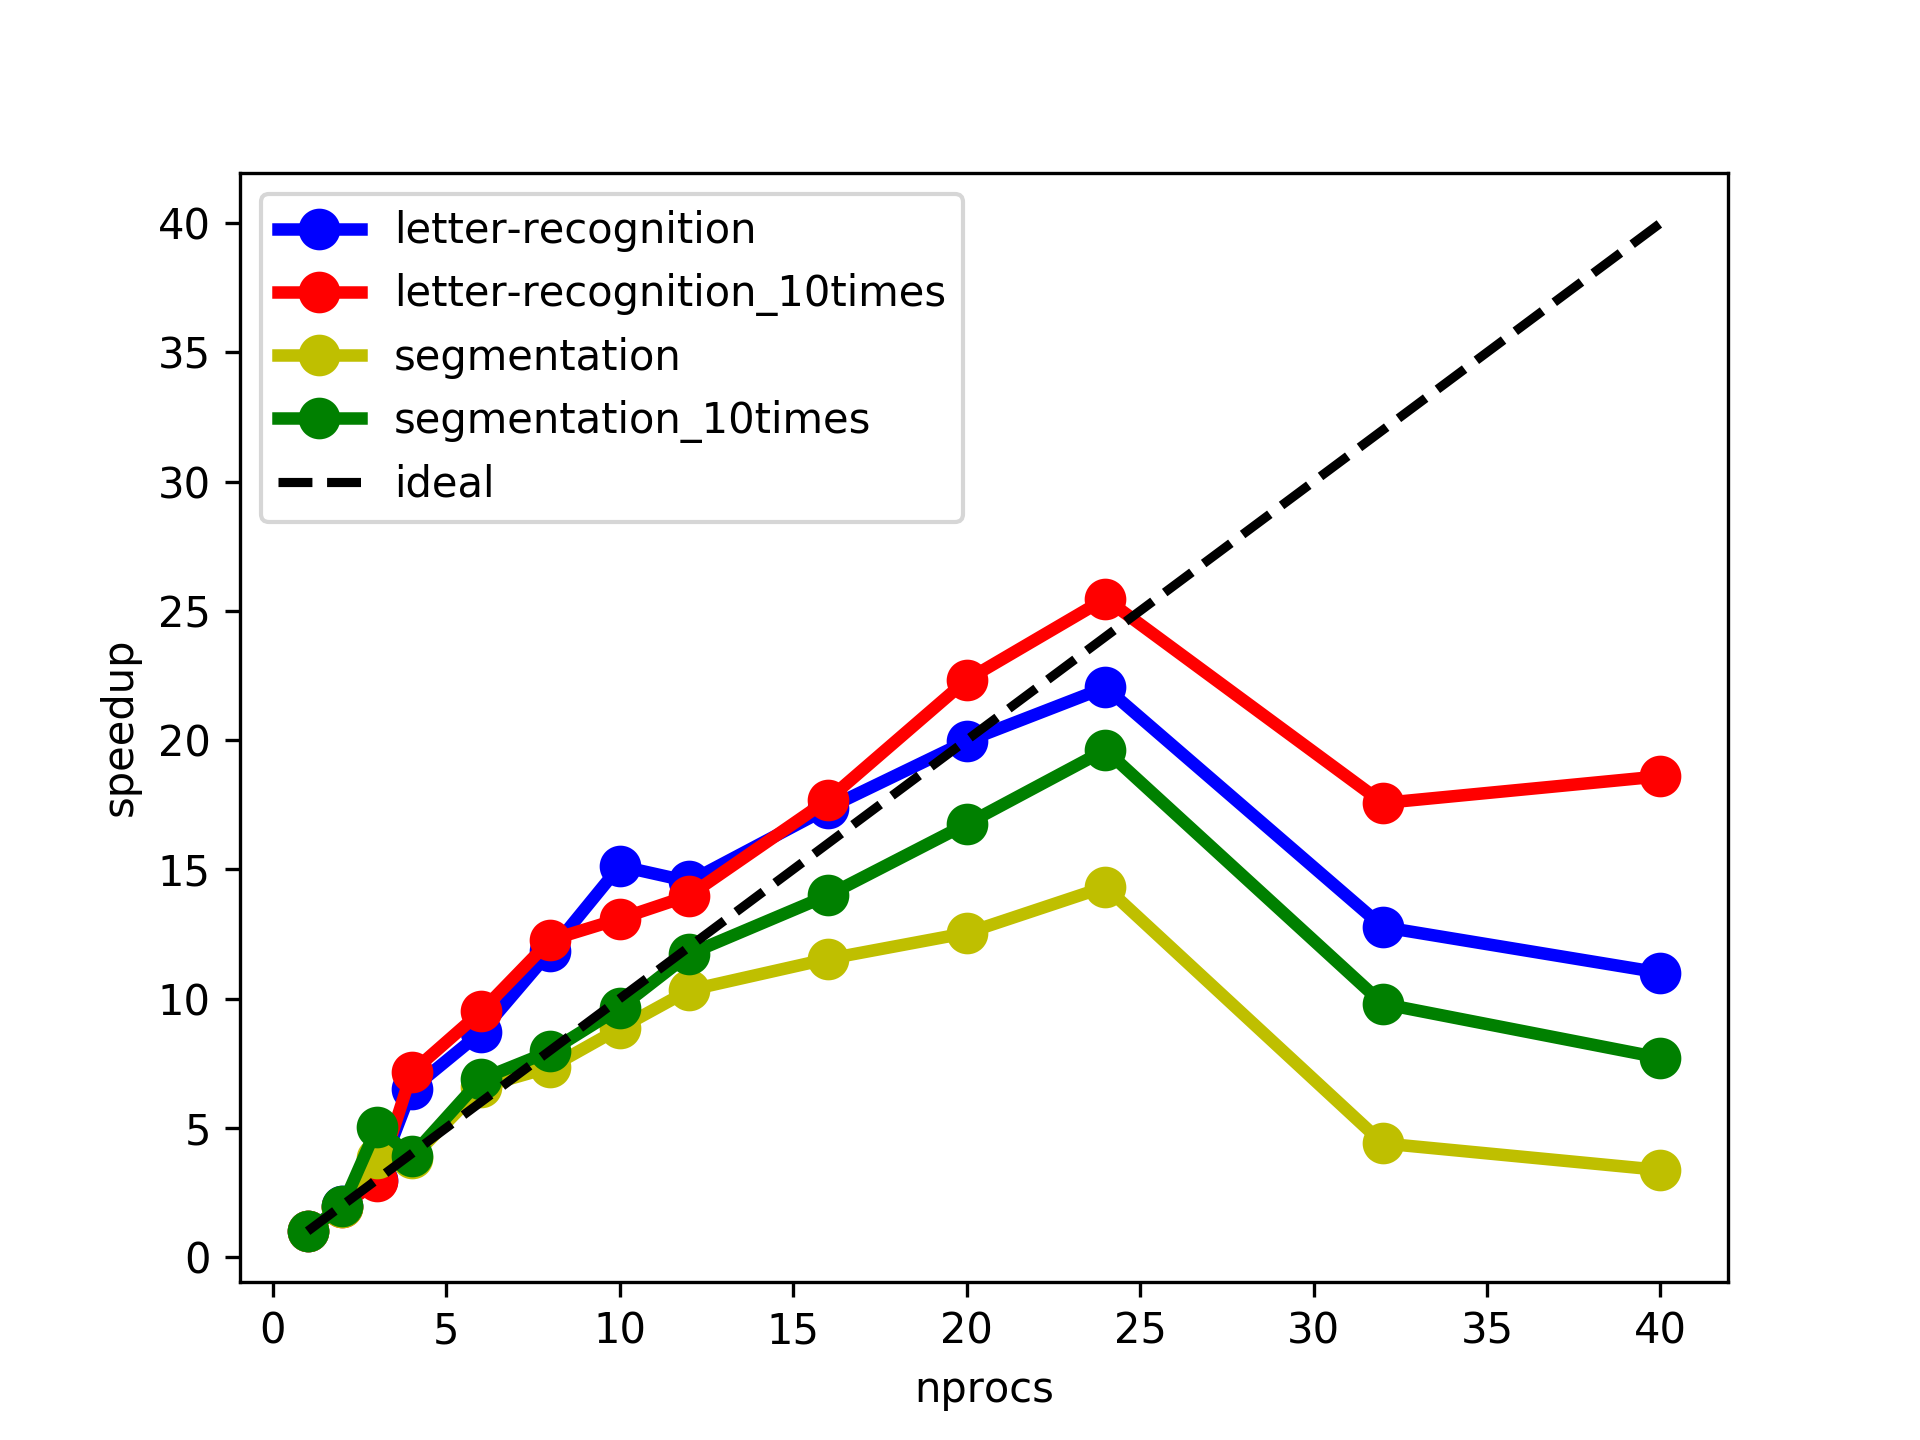 letter-recognition
letter-recognition_10times
segmentation
segmentation_10times
ideal
40
35
30
25
20
15
10
5
0
speedup
0 5 10 15 20 25 30 35 40
nprocs